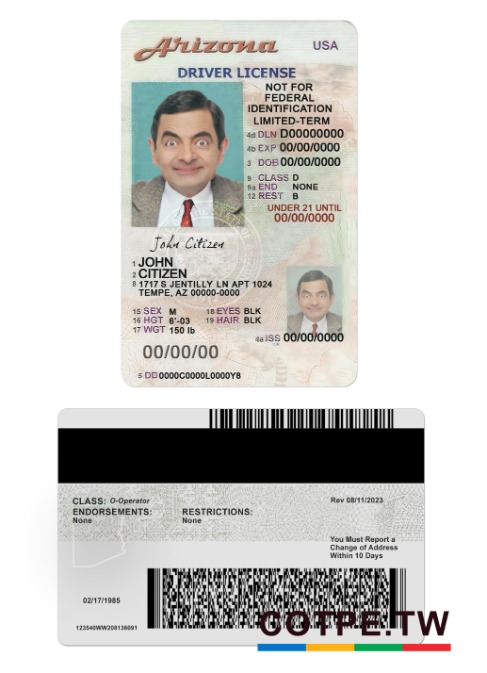 Arizona USA
DRIVER LICENSE
NOT FOR
FEDERAL
IDENTIFICATION
LIMITED-TERM
4d DLN D00000000
4b EXP 00/00/0000
3 DOB 00/00/0000
9 CLASS D
9a END NONE
12 REST B
UNDER 21 UNTIL
00/00/0000
John Citizen
1 JOHN
2 CITIZEN
8 1717 S JENTILLY LN APT 1024
TEMPE, AZ 00000-0000
15 SEX M 18 EYES BLK
16 HGT 6'-03 19 HAIR BLK
17 WGT 150 lb
4a ISS 00/00/0000
00/00/00
5 DD 0000C0000L0000Y8
CLASS: O-Operator Rev 08/11/2023
ENDORSEMENTS: RESTRICTIONS:
None None
You Must Report a
Change of Address
Within 10 Days
02/17/1985
123540WW208136091
COTPE.TW